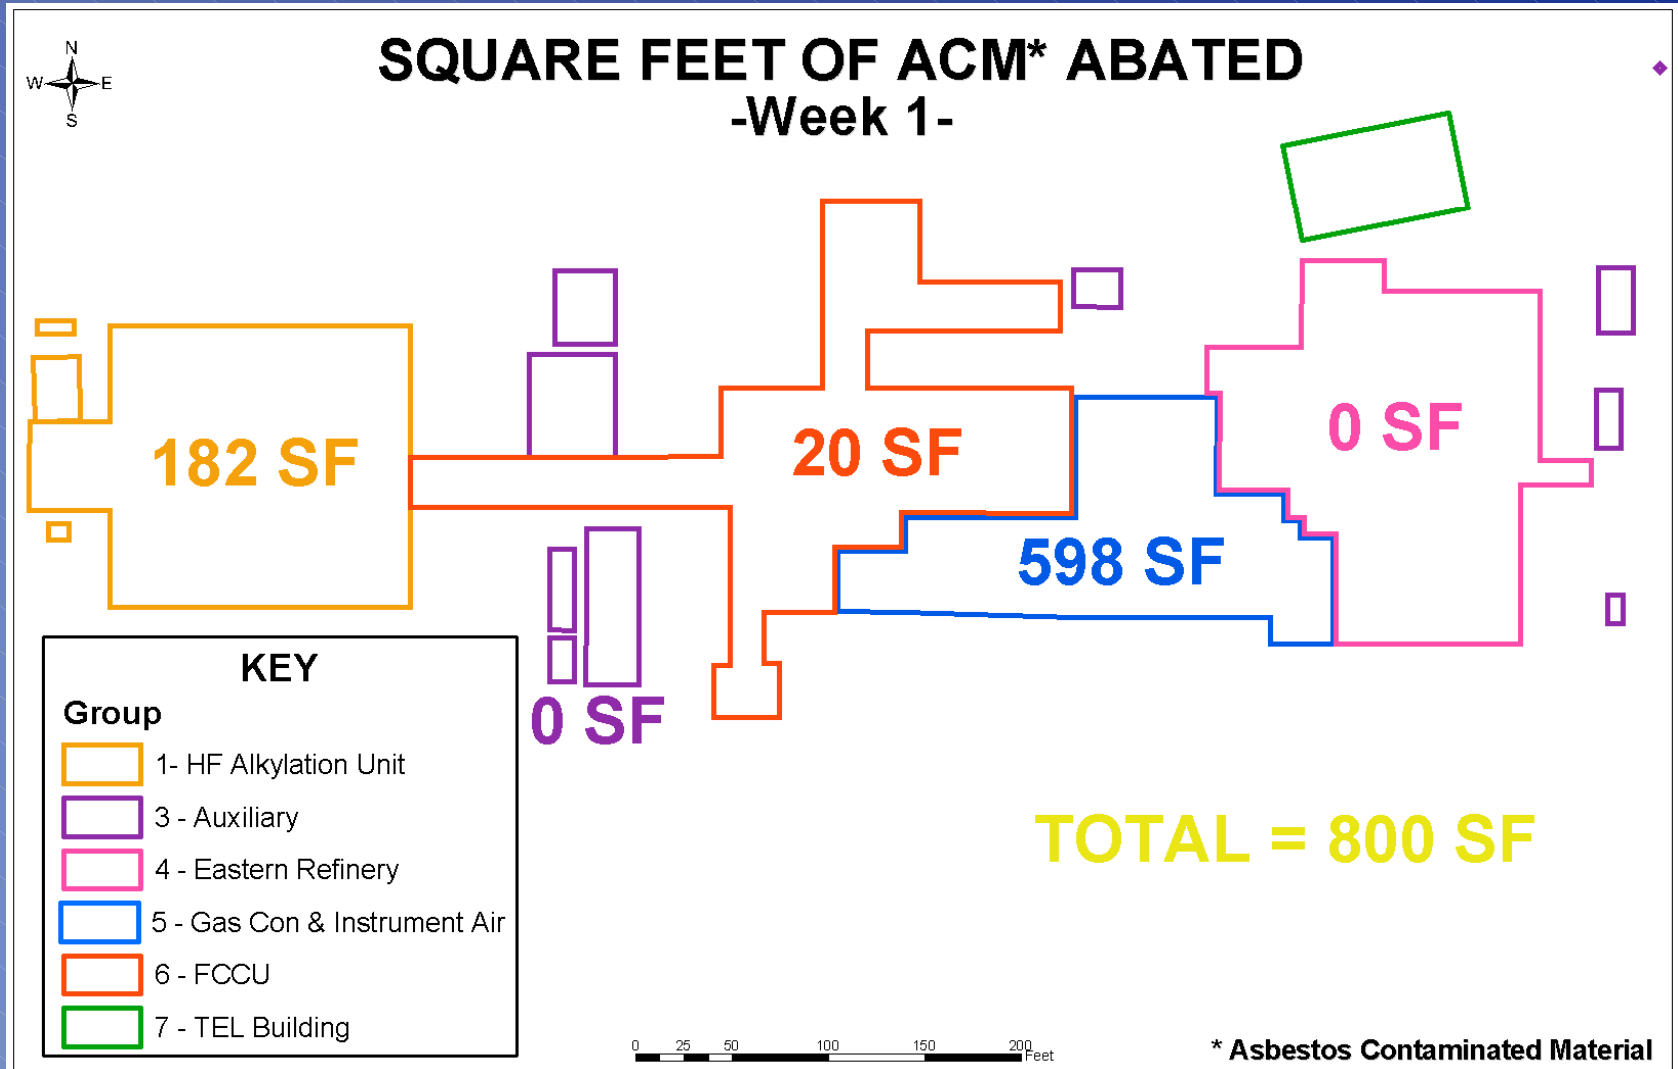 SQUARE FEET OF ACM* ABATED
-Week 1-
N
W E
S
182 SF
20 SF
0 SF
598 SF
0 SF
KEY
Group
1- HF Alkylation Unit
3 - Auxiliary
4 - Eastern Refinery
5 - Gas Con & Instrument Air
6 - FCCU
7 - TEL Building
TOTAL = 800 SF
0 25 50 100 150 200
Feet
* Asbestos Contaminated Material